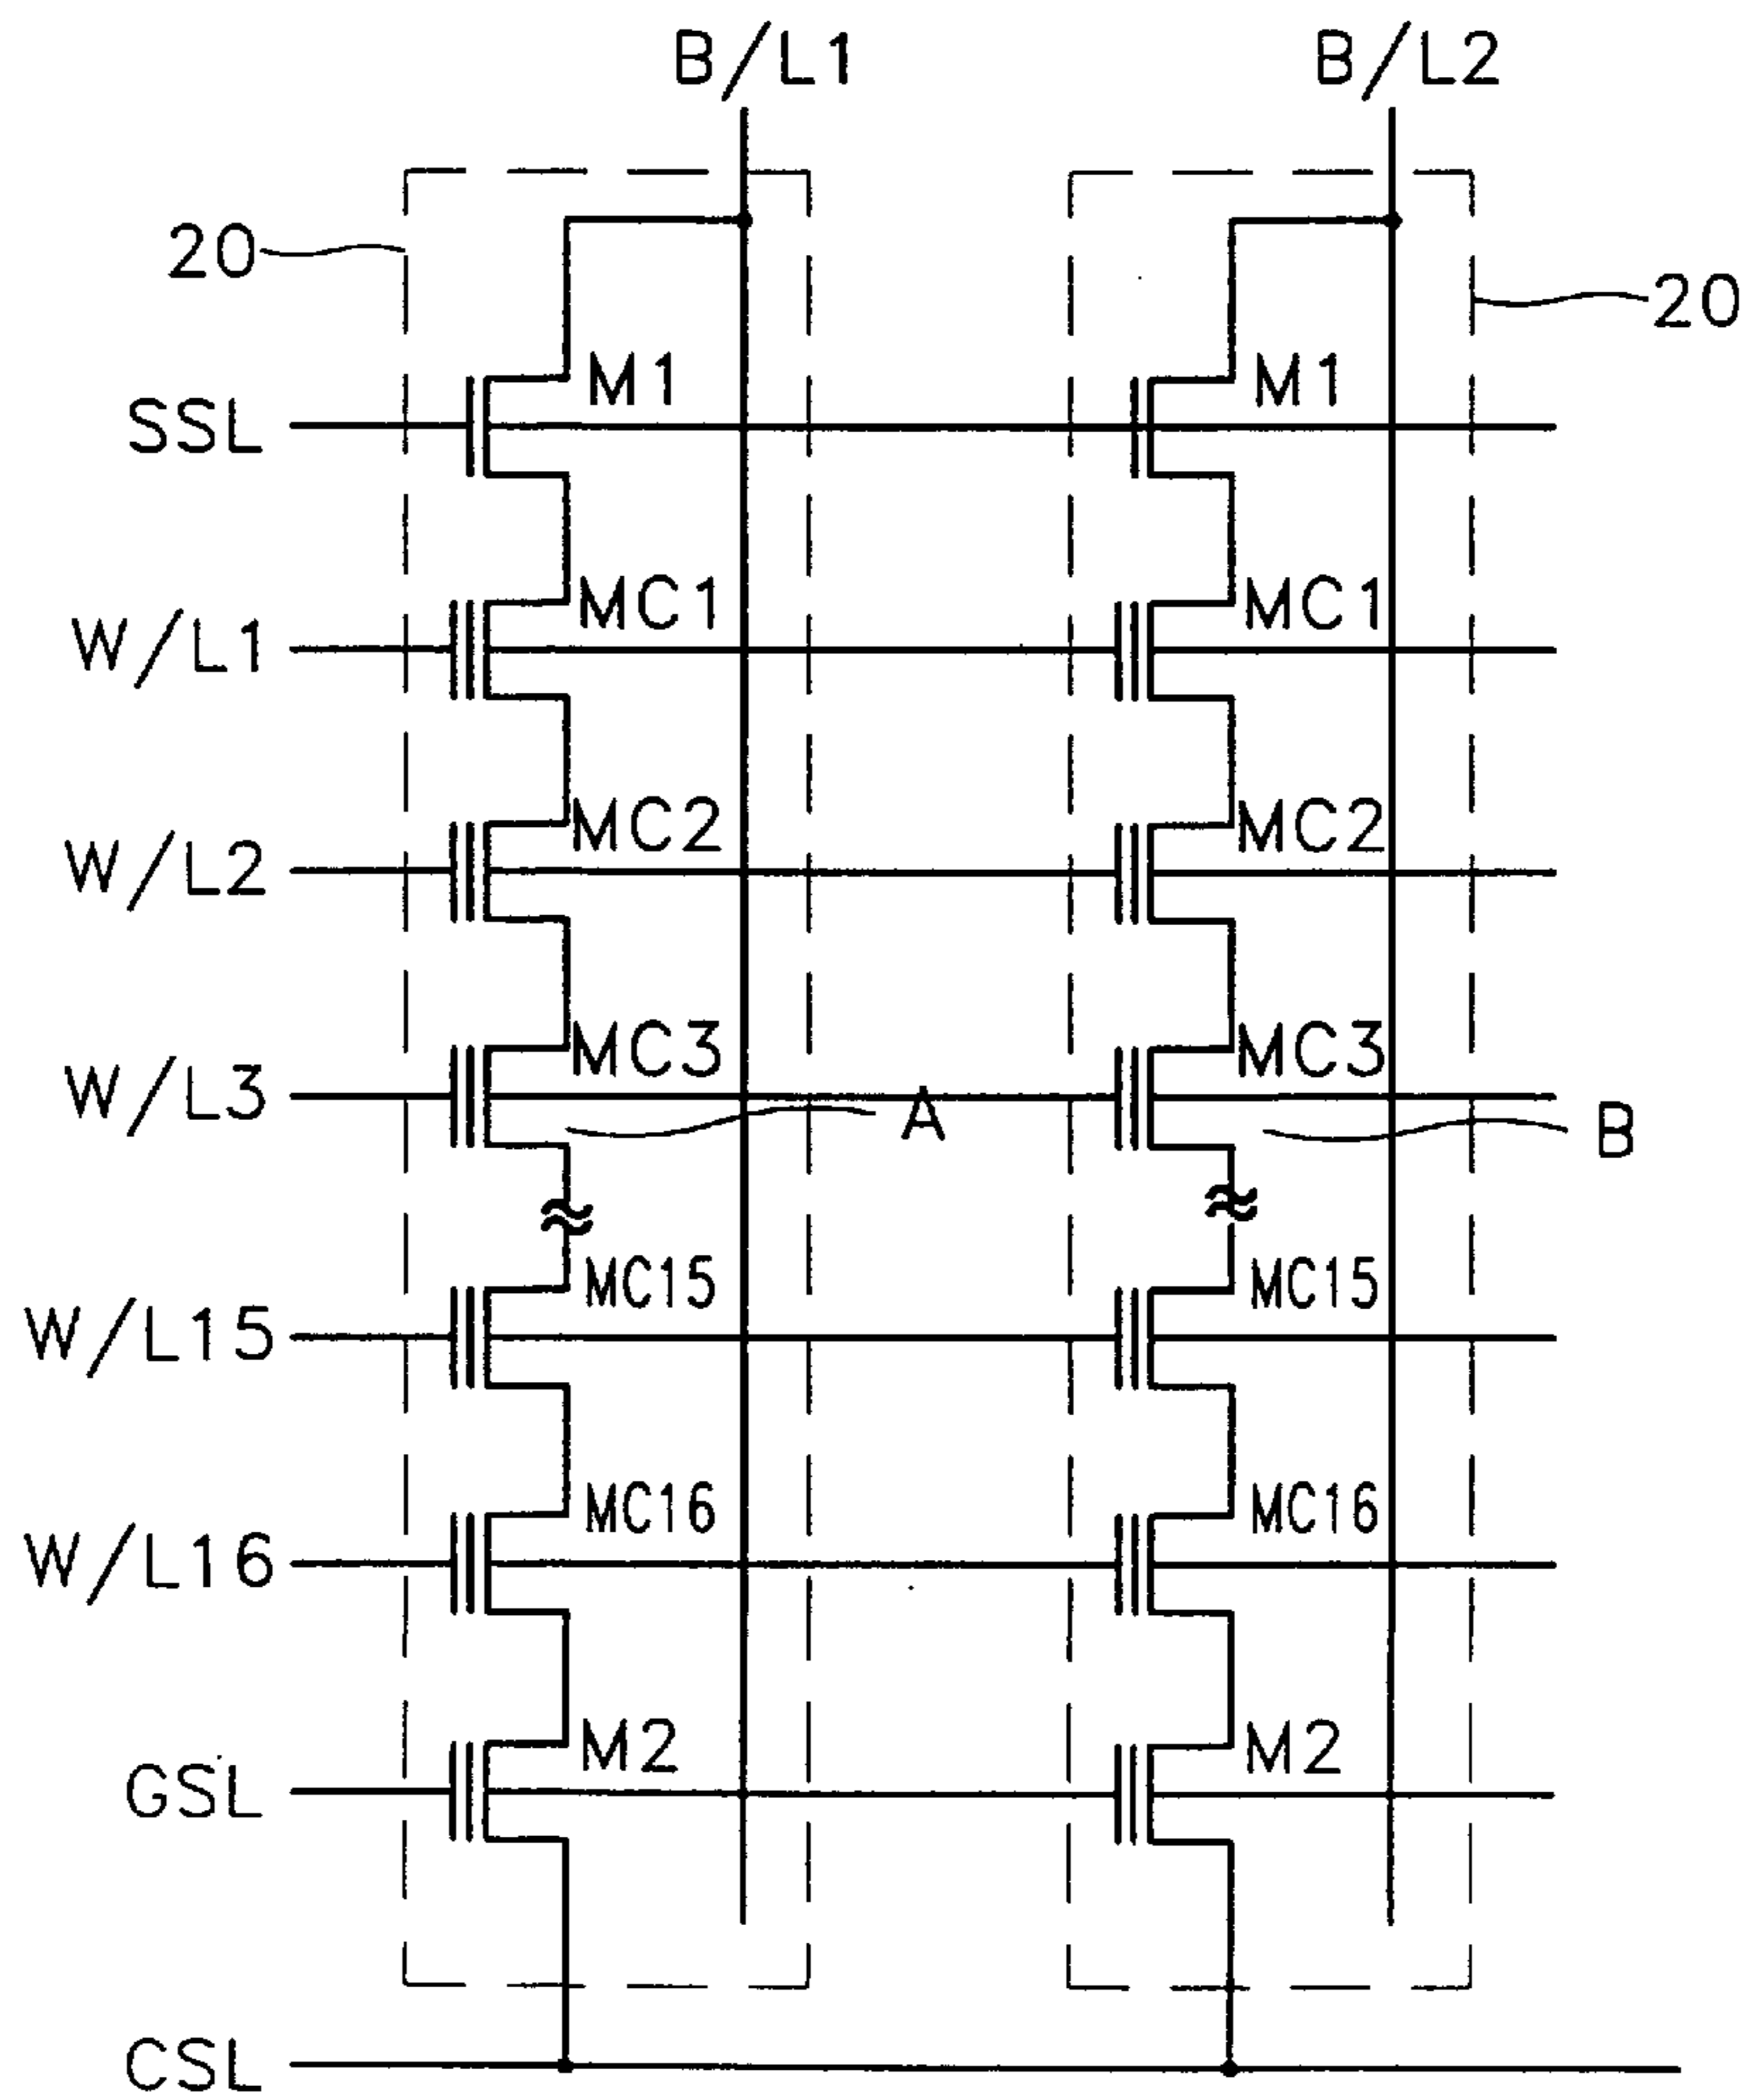 B/L1 B/L2
20
20
M1 M1
SSL
MC1 MC1
W/L1
MC2 MC2
W/L2
MC3 MC3
W/L3
A B
MC15 MC15
W/L15
MC16 MC16
W/L16
M2 M2
GSL
CSL